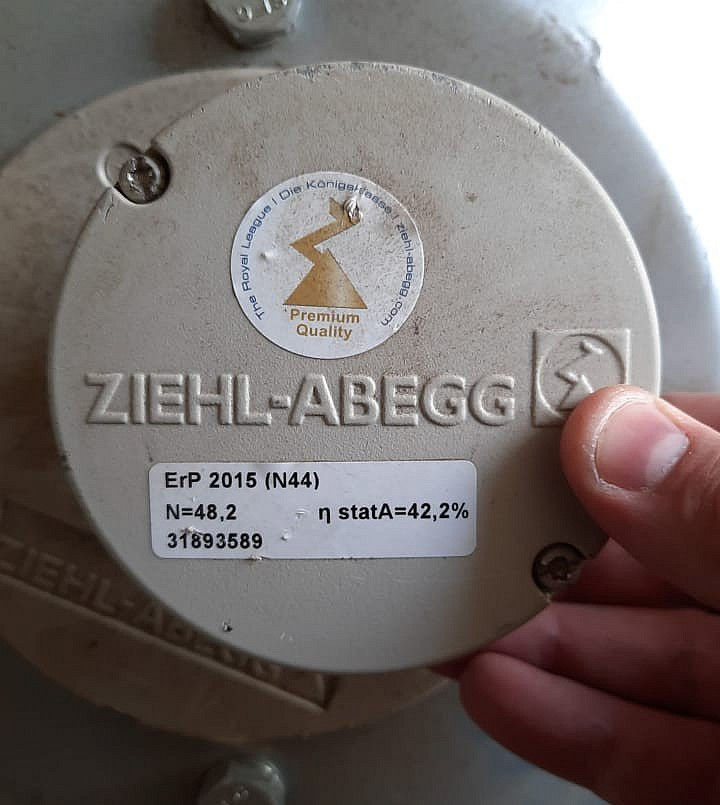 The Royal League I Die Königsklasse I ziehl-abegg.com
Premium
Quality
ZIEHL-ABEGG
ErP 2015 (N44)
N=48,2 η statA=42,2%
31893589
ZIEHL-ABEGG